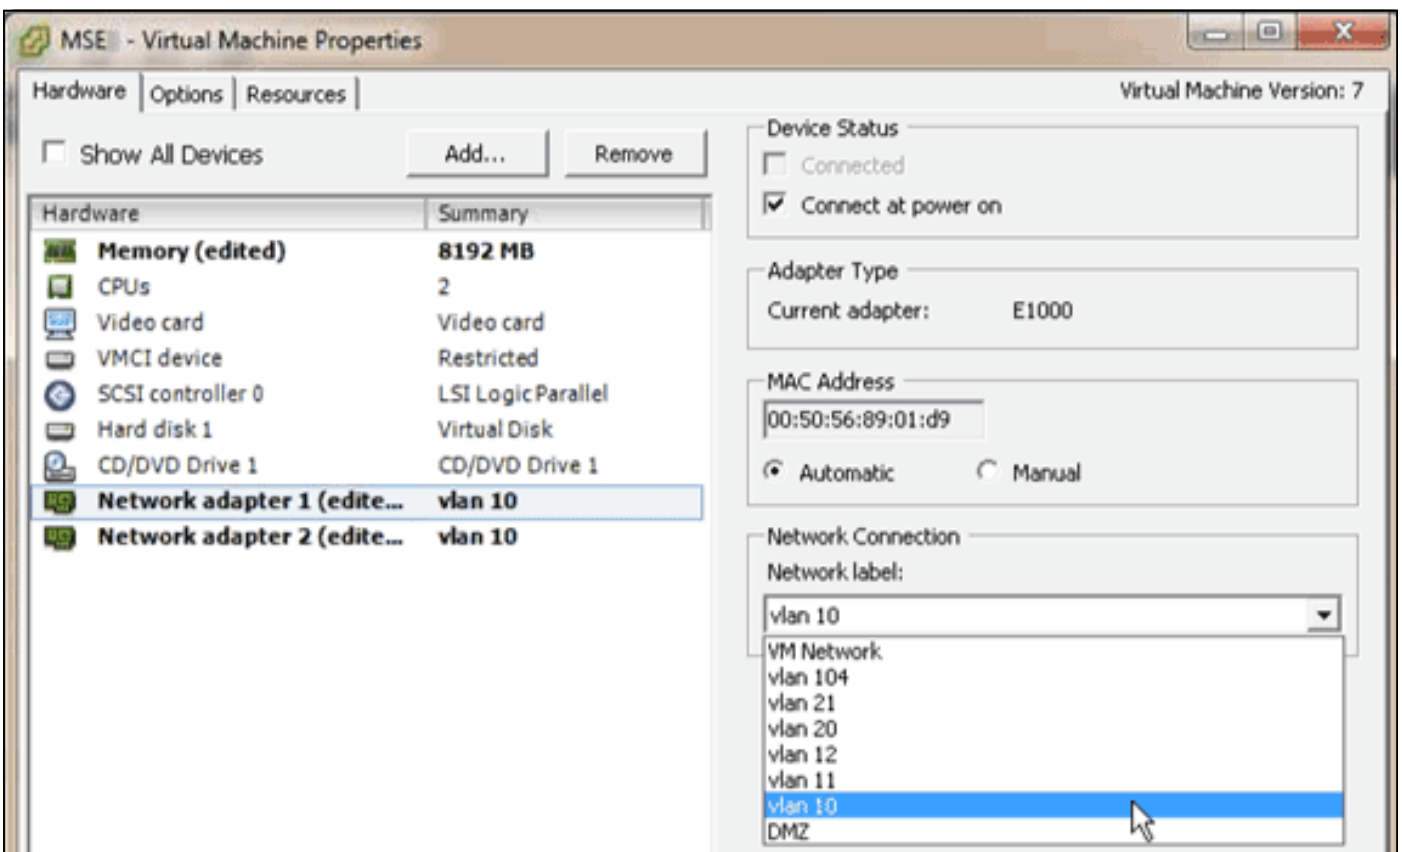 MSE - Virtual Machine Properties
Hardware Options Resources
Virtual Machine Version: 7
Show All Devices
Add...
Remove
Hardware Summary
Memory (edited) 8192 MB
CPUs 2
Video card Video card
VMCI device Restricted
SCSI controller 0 LSI Logic Parallel
Hard disk 1 Virtual Disk
CD/DVD Drive 1 CD/DVD Drive 1
Network adapter 1 (edite... vlan 10
Network adapter 2 (edite... vlan 10
Device Status
Connected
Connect at power on
Adapter Type
Current adapter: E1000
MAC Address
00:50:56:89:01:d9
Automatic Manual
Network Connection
Network label:
vlan 10
VM Network
vlan 104
vlan 21
vlan 20
vlan 12
vlan 11
vlan 10
DMZ